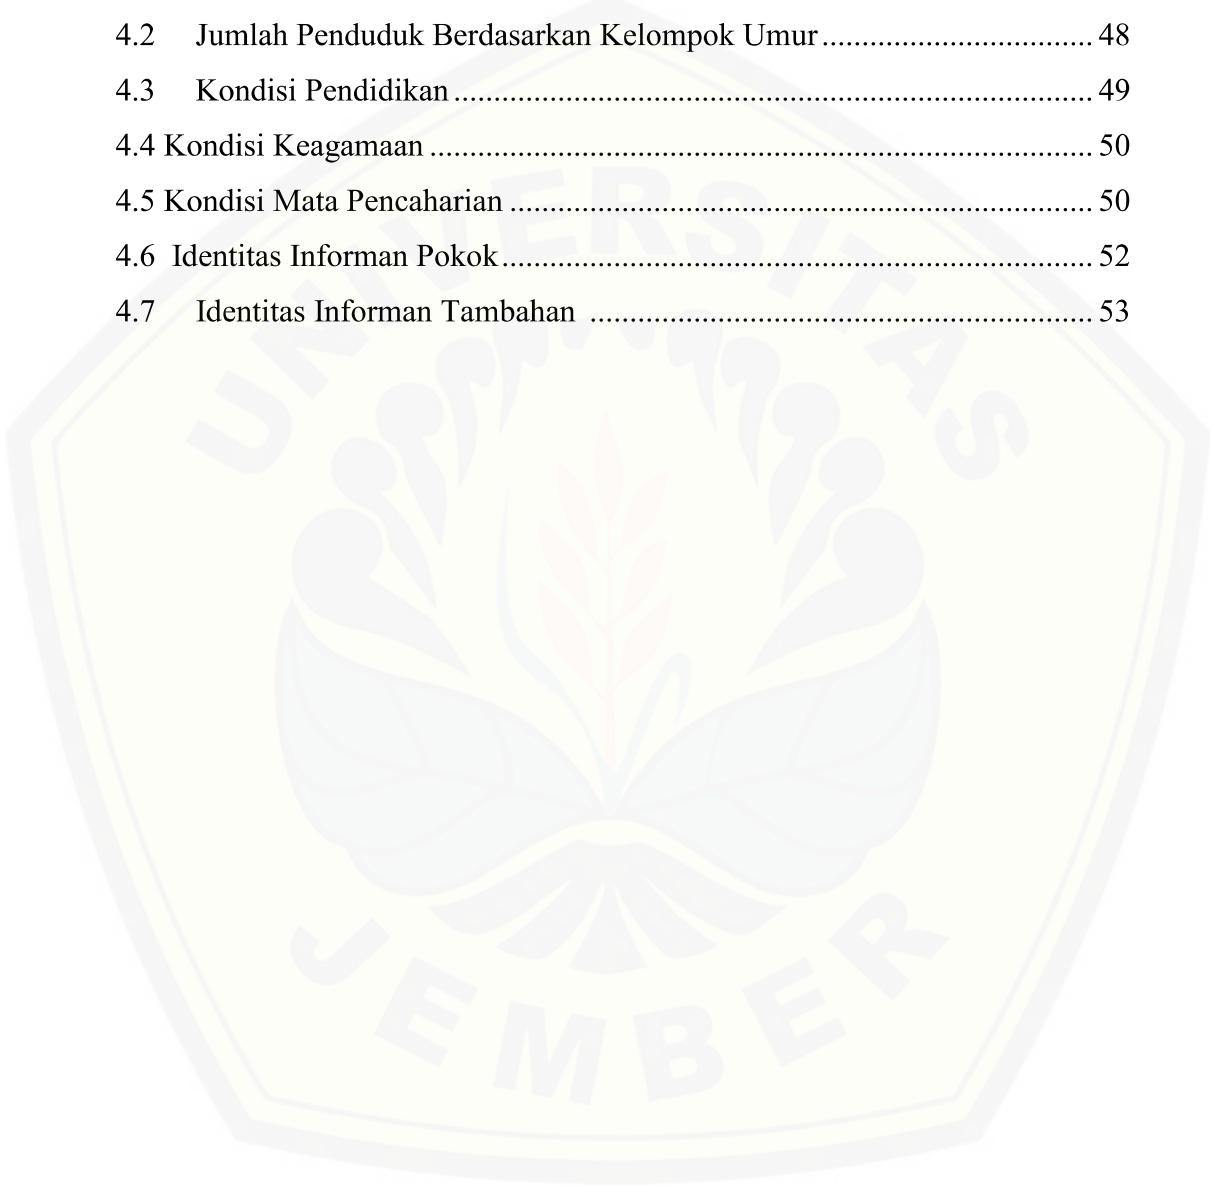 4.2 Jumlah Penduduk Berdasarkan Kelompok Umur.................................. 48
4.3 Kondisi Pendidikan................................................................................ 49
4.4 Kondisi Keagamaan ................................................................................... 50
4.5 Kondisi Mata Pencaharian ......................................................................... 50
4.6 Identitas Informan Pokok.......................................................................... 52
4.7 Identitas Informan Tambahan ............................................................... 53
UNIVERSITAS
JEMBER